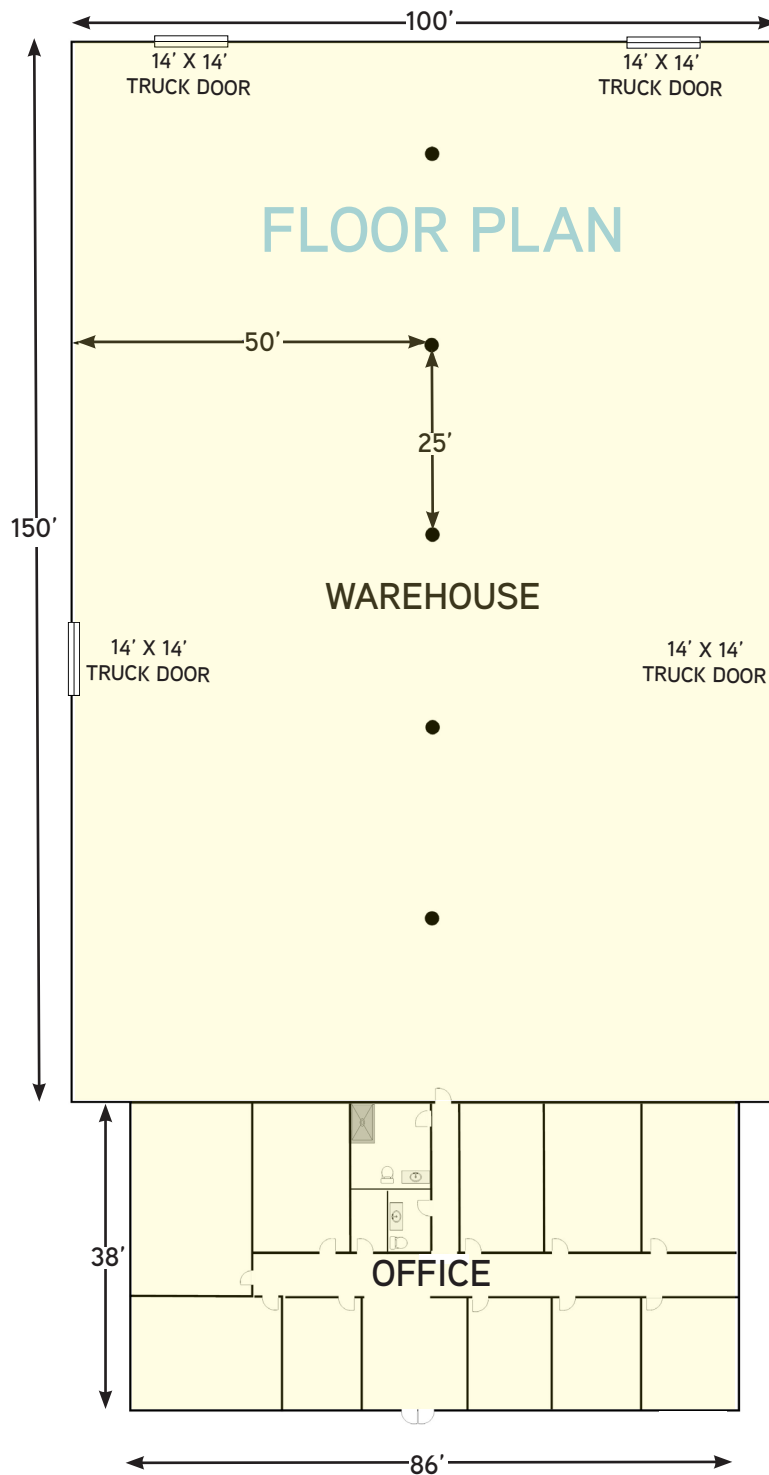 100'
14' X 14'
TRUCK DOOR
14' X 14'
TRUCK DOOR
FLOOR PLAN
50'
25'
150'
WAREHOUSE
14' X 14'
TRUCK DOOR
14' X 14'
TRUCK DOOR
38'
OFFICE
86'